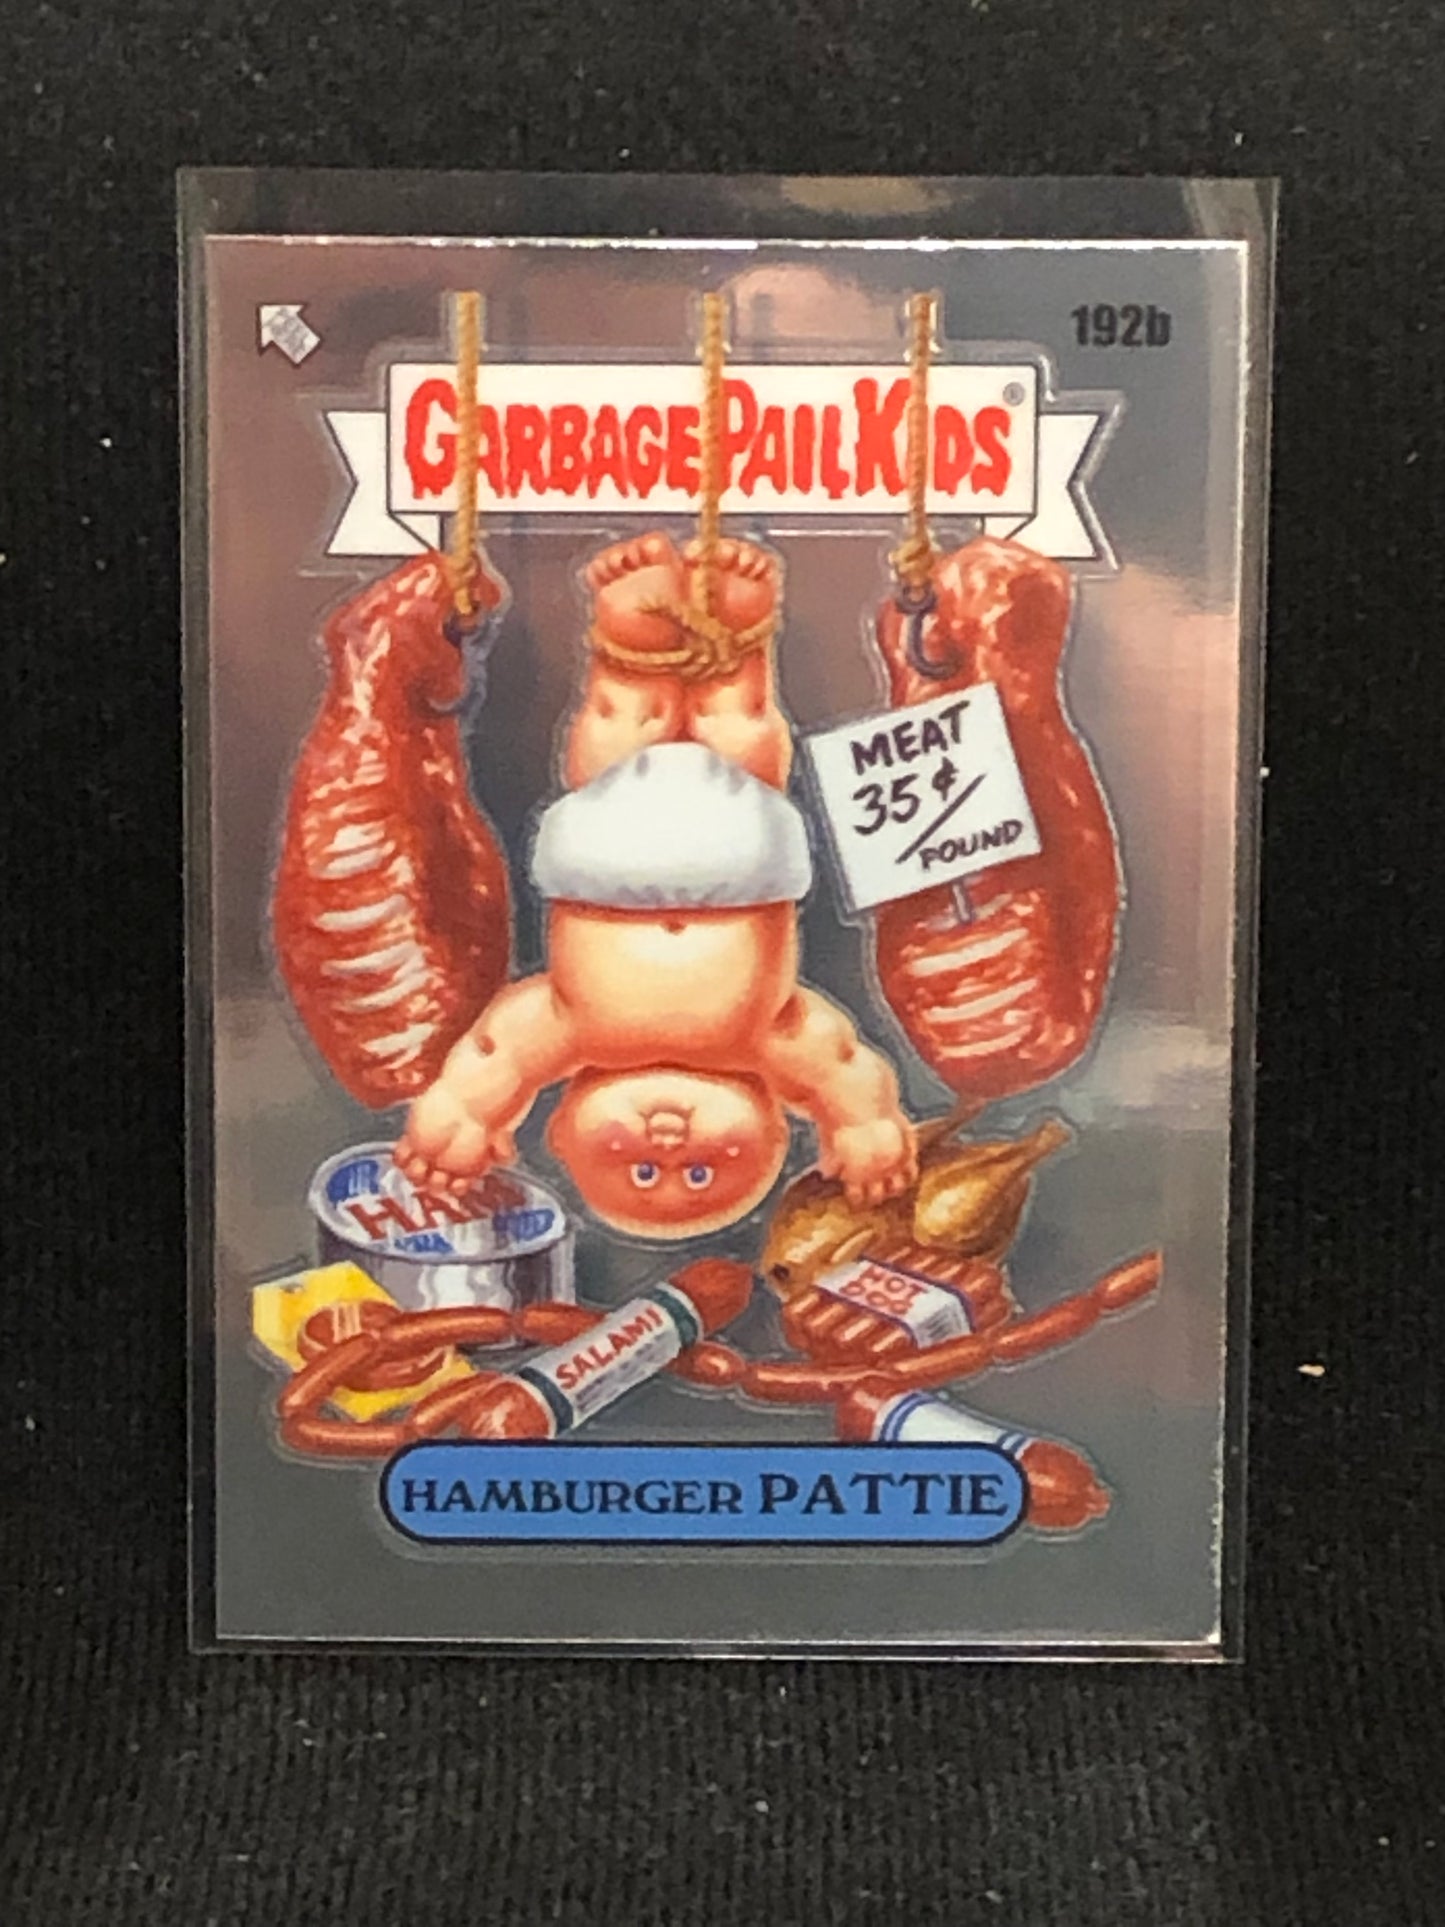 192b
GARBAGE PAIL KIDS®
MEAT
35¢/
POUND
HAM
HOT
DOG
SALAMI
HAMBURGER PATTIE